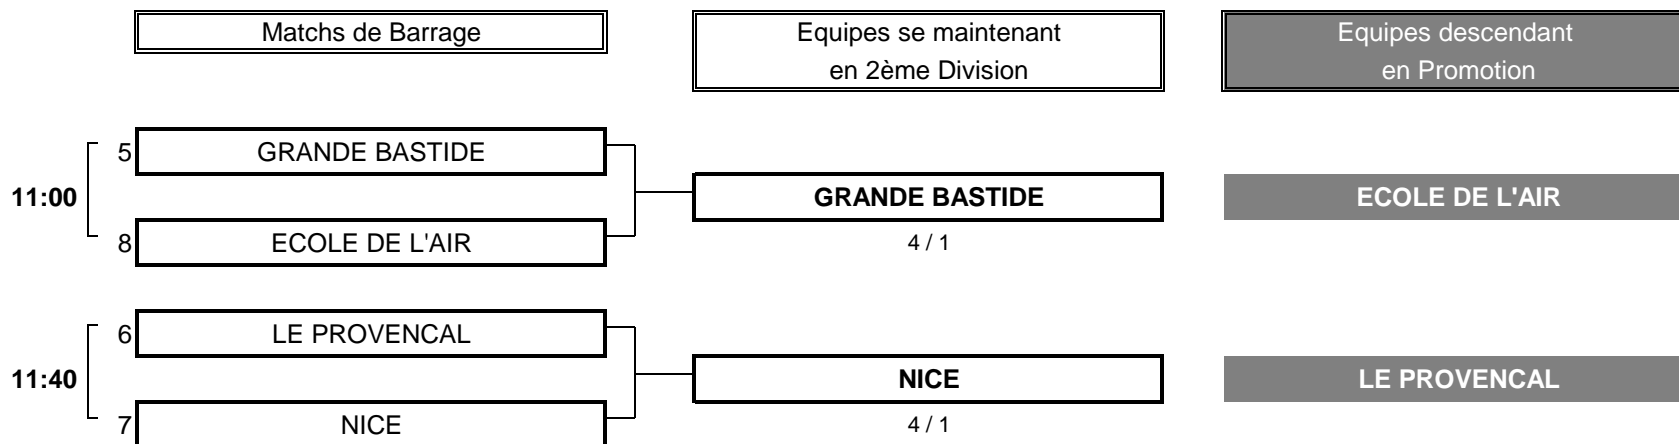 Matchs de Barrage
Equipes se maintenant
en 2ème Division
Equipes descendant
en Promotion
5
GRANDE BASTIDE
11:00
GRANDE BASTIDE
ECOLE DE L'AIR
8
ECOLE DE L'AIR
4 / 1
6
LE PROVENCAL
11:40
NICE
LE PROVENCAL
7
NICE
4 / 1